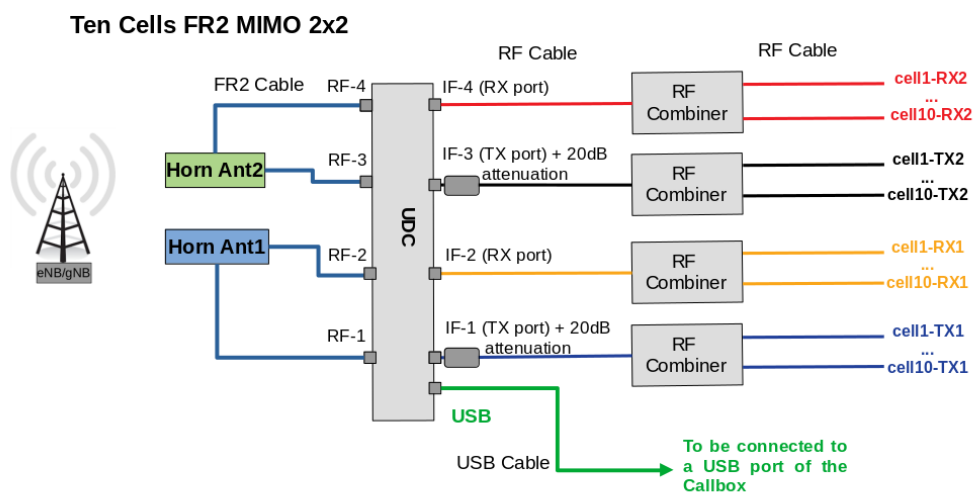 Ten Cells FR2 MIMO 2x2
RF Cable
RF Cable
FR2 Cable
RF-4
IF-4 (RX port)
RF
Combiner
cell1-RX2
...
cell10-RX2
Horn Ant2
RF-3
IF-3 (TX port) + 20dB
attenuation
RF
Combiner
cell1-TX2
...
cell10-TX2
UDC
eNB/gNB
Horn Ant1
RF-2
IF-2 (RX port)
RF
Combiner
cell1-RX1
...
cell10-RX1
RF-1
IF-1 (TX port) + 20dB
attenuation
RF
Combiner
cell1-TX1
...
cell10-TX1
USB
USB Cable
To be connected to
a USB port of the
Callbox